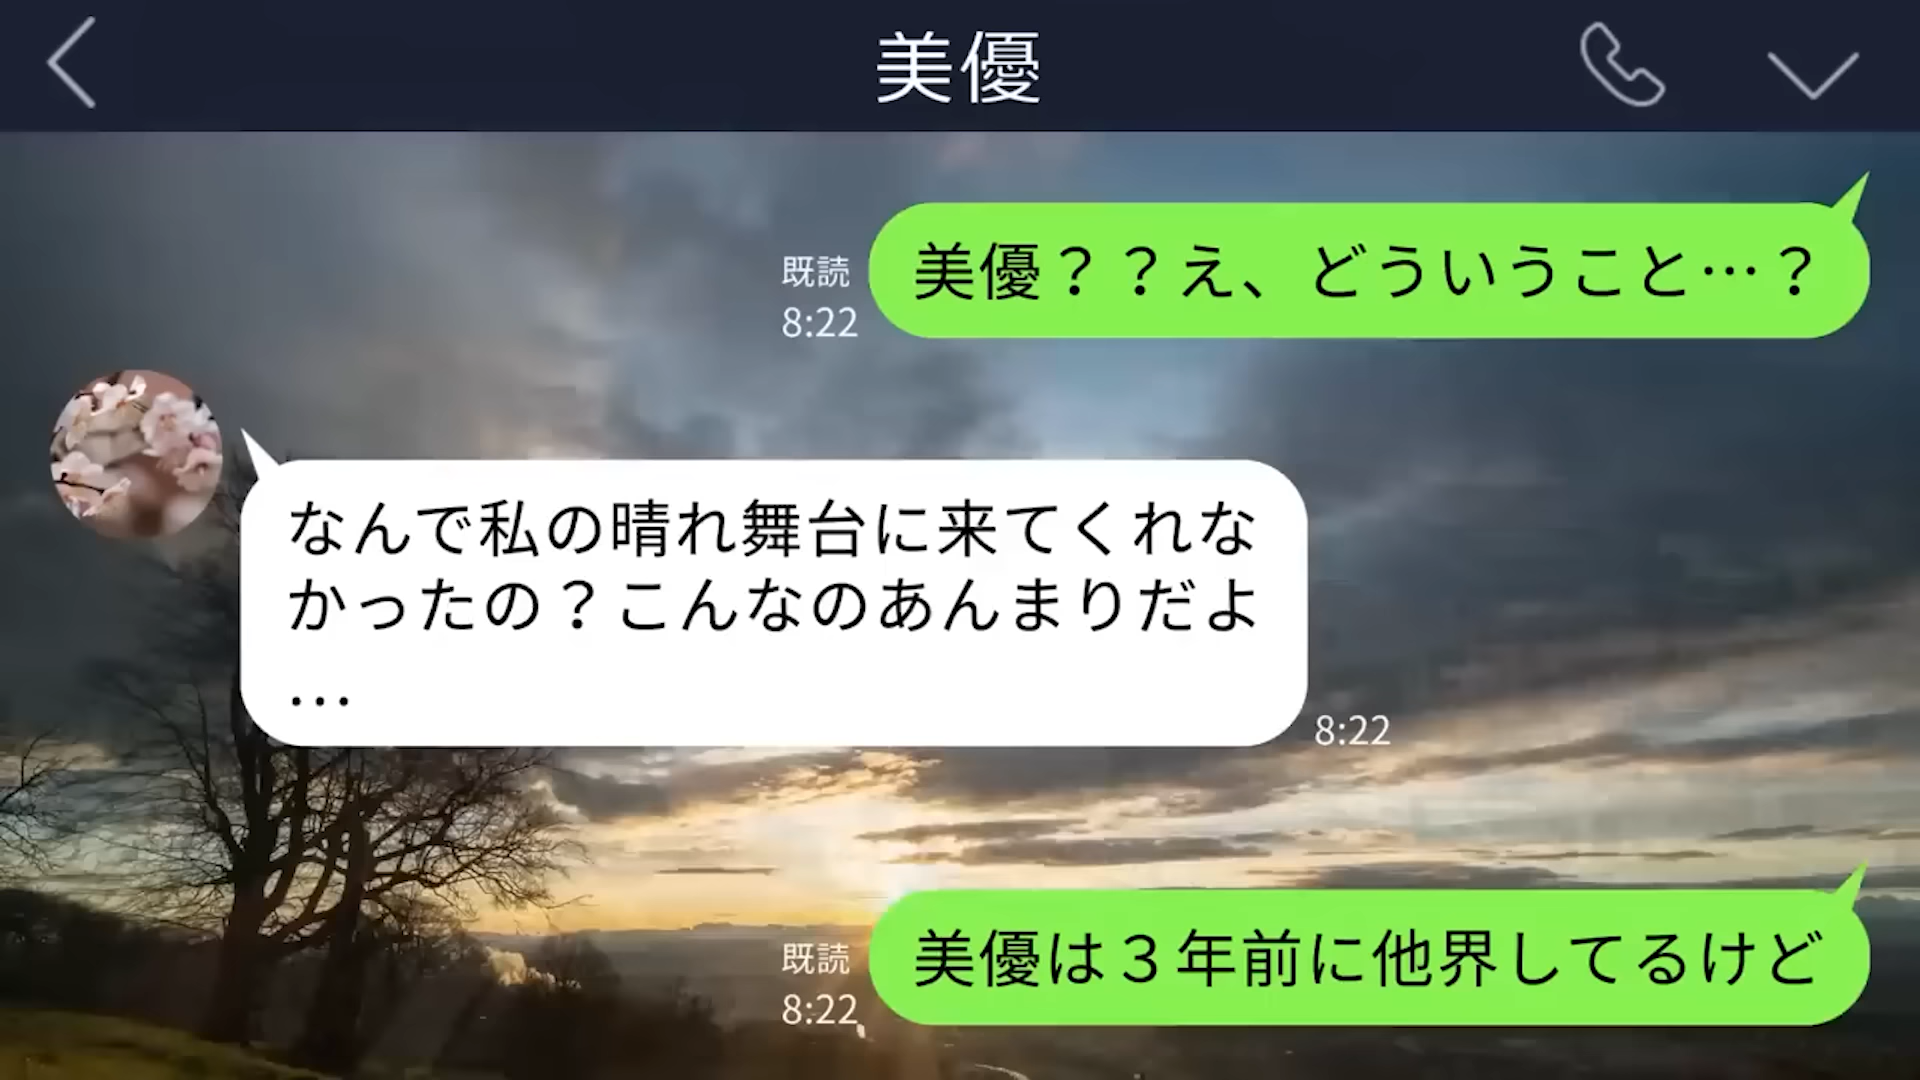 美優
美優？？え、どういうこと…？
既読
8:22
なんで私の晴れ舞台に来てくれな
かったの？こんなのあんまりだよ
…
8:22
美優は３年前に他界してるけど
既読
8:22